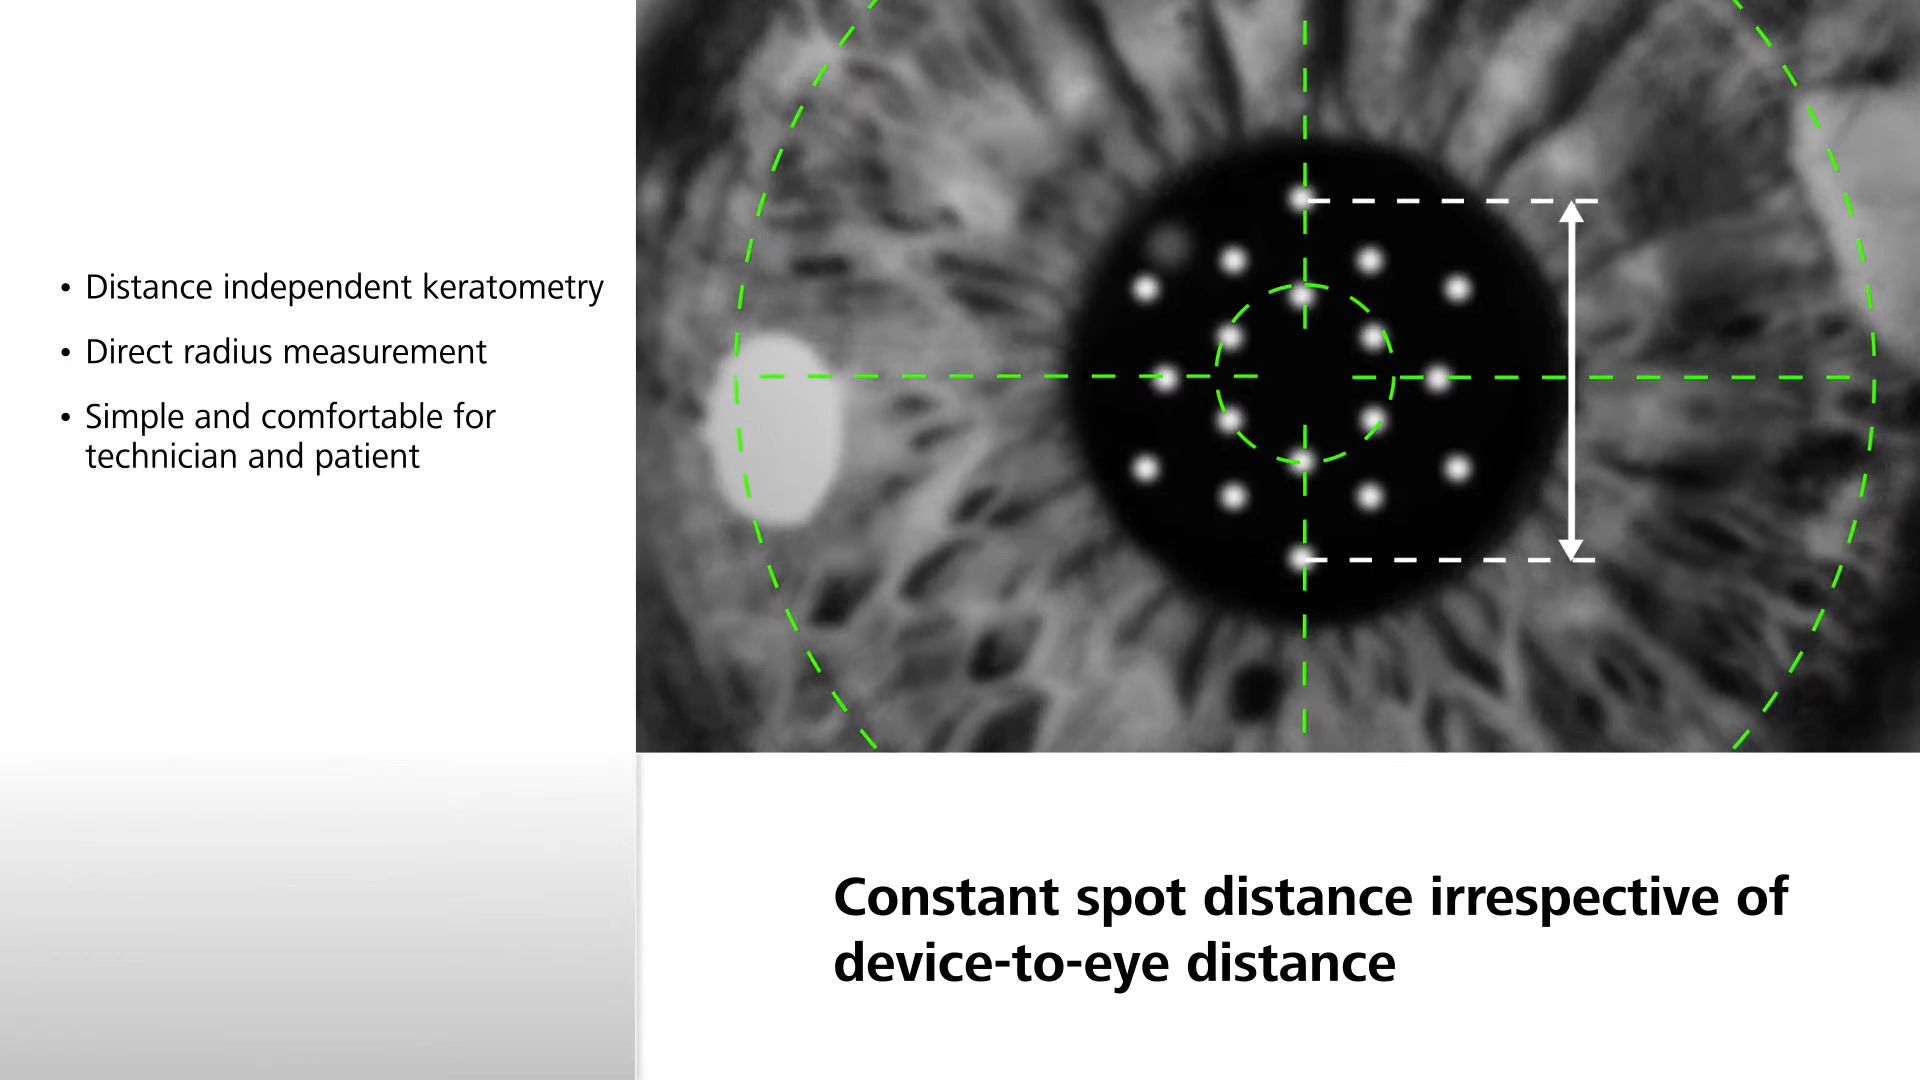 • Distance independent keratometry
• Direct radius measurement
• Simple and comfortable for
technician and patient
Constant spot distance irrespective of
device-to-eye distance